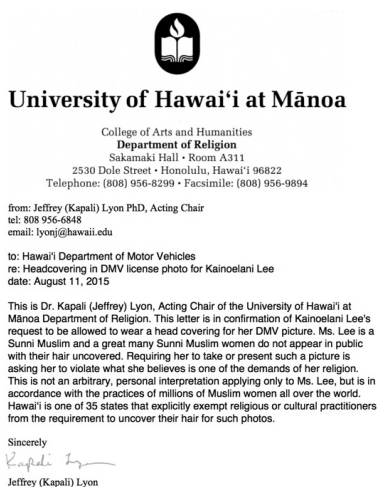 University of Hawaiʻi at Mānoa
College of Arts and Humanities
Department of Religion
Sakamaki Hall • Room A311
2530 Dole Street • Honolulu, Hawaiʻi 96822
Telephone: (808) 956-8299 • Facsimile: (808) 956-9894
from: Jeffrey (Kapali) Lyon PhD, Acting Chair
tel: 808 956-6848
email: lyonj@hawaii.edu
to: Hawaiʻi Department of Motor Vehicles
re: Headcovering in DMV license photo for Kainoelani Lee
date: August 11, 2015
This is Dr. Kapali (Jeffrey) Lyon, Acting Chair of the University of Hawaiʻi at
Mānoa Department of Religion. This letter is in confirmation of Kainoelani Lee's
request to be allowed to wear a head covering for her DMV picture. Ms. Lee is a
Sunni Muslim and a great many Sunni Muslim women do not appear in public
with their hair uncovered. Requiring her to take or present such a picture is
asking her to violate what she believes is one of the demands of her religion.
This is not an arbitrary, personal interpretation applying only to Ms. Lee, but is in
accordance with the practices of millions of Muslim women all over the world.
Hawaiʻi is one of 35 states that explicitly exempt religious or cultural practitioners
from the requirement to uncover their hair for such photos.
Sincerely
Kapali Lyon
Jeffrey (Kapali) Lyon